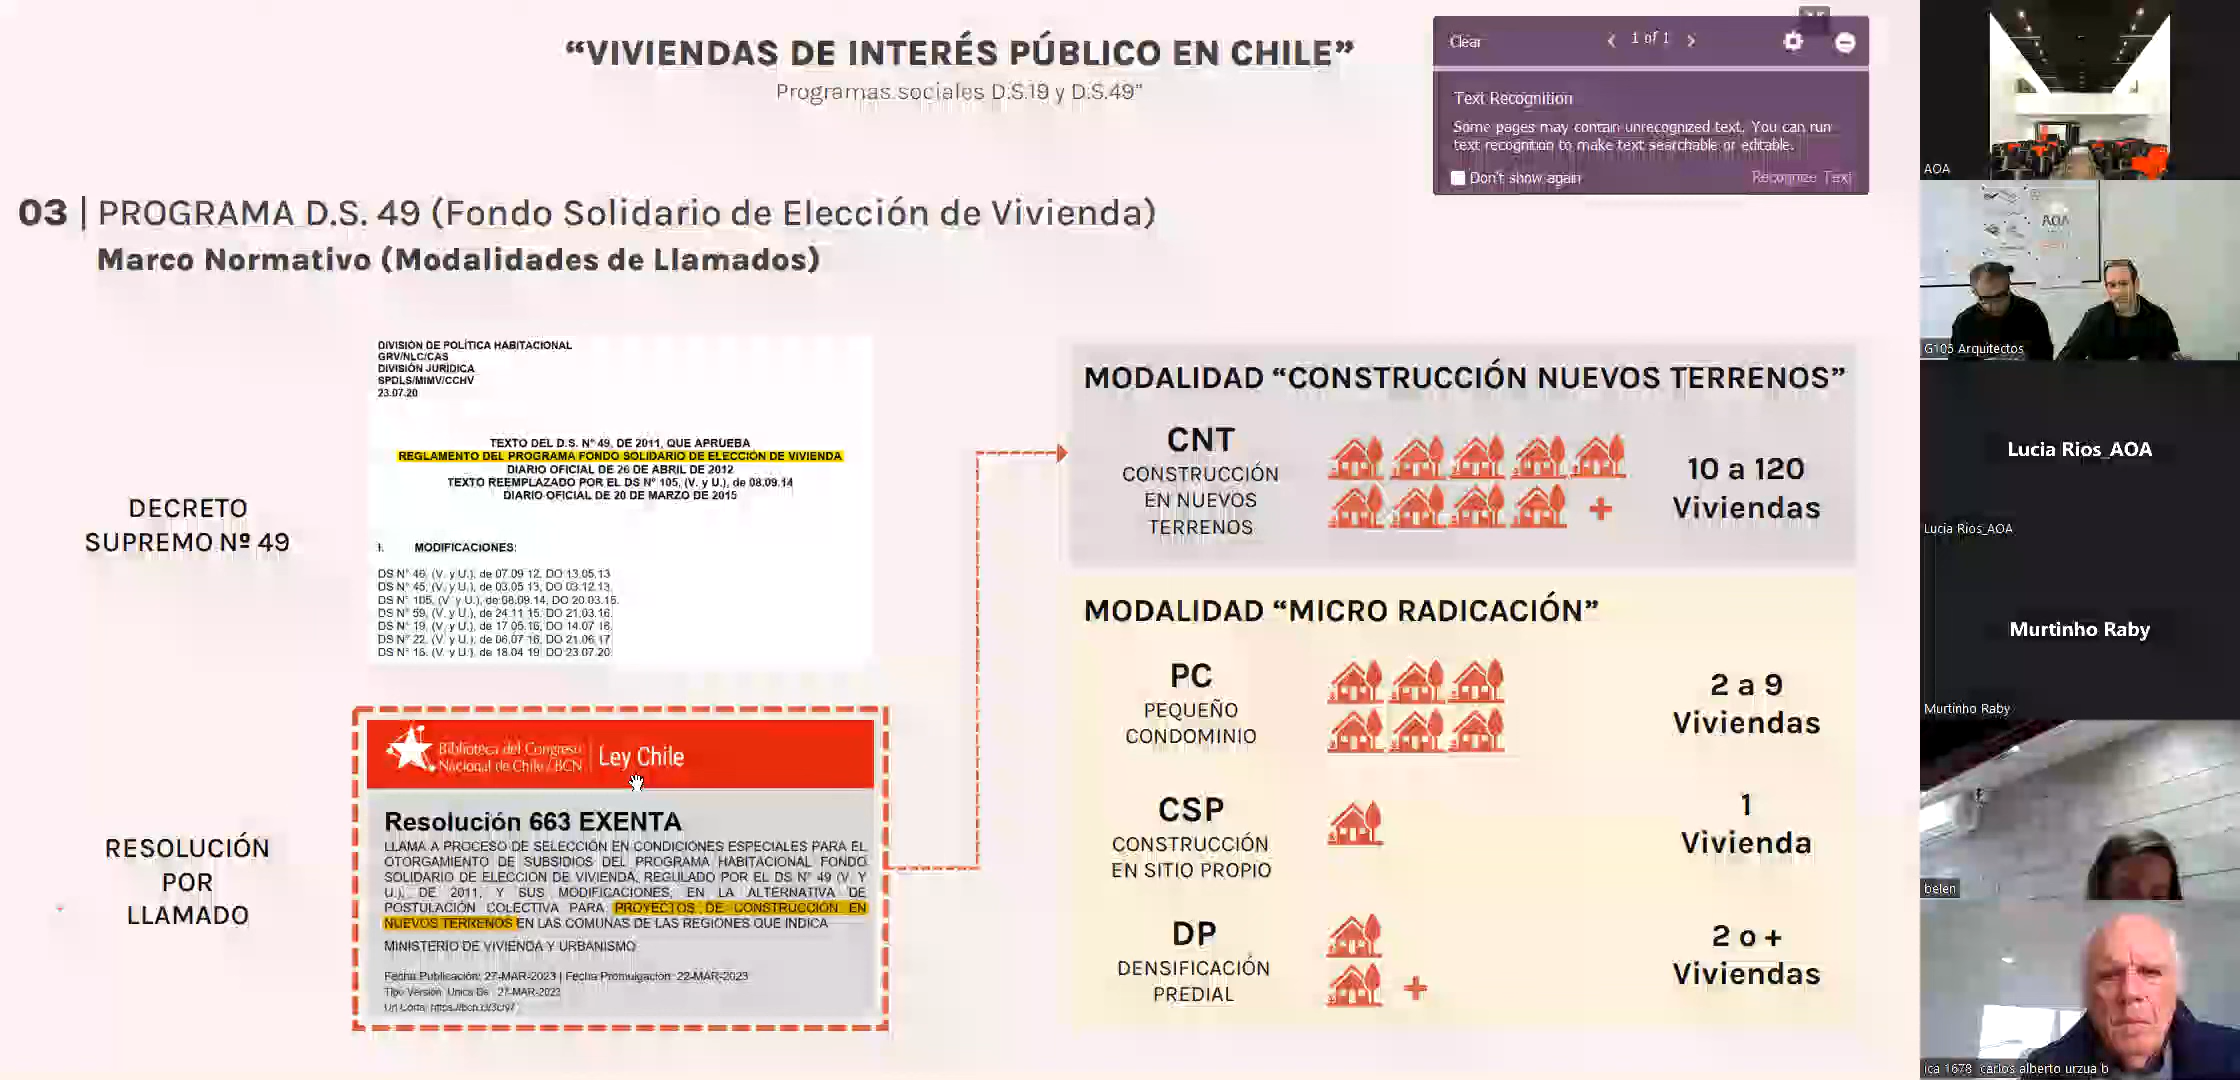 “VIVIENDAS DE INTERÉS PÚBLICO EN CHILE”
Programas sociales D.S.19 y D.S.49”
Clear
1 of 1
Text Recognition
Some pages may contain unrecognized text. You can run
text recognition to make text searchable or editable.
Don't show again
Recognize Text
03 | PROGRAMA D.S. 49 (Fondo Solidario de Elección de Vivienda)
Marco Normativo (Modalidades de Llamados)
DECRETO
SUPREMO Nº 49
DIVISIÓN DE POLÍTICA HABITACIONAL
GRV/NLC/CAS
DIVISIÓN JURÍDICA
SPDLS/MIMV/CCHV
23.07.20
TEXTO DEL D.S. N° 49, DE 2011, QUE APRUEBA
REGLAMENTO DEL PROGRAMA FONDO SOLIDARIO DE ELECCIÓN DE VIVIENDA
DIARIO OFICIAL DE 26 DE ABRIL DE 2012
TEXTO REEMPLAZADO POR EL DS N° 105, (V. y U.), de 08.09.14
DIARIO OFICIAL DE 20 DE MARZO DE 2015
I. MODIFICACIONES:
DS N° 46, (V. y U.), de 07.09.12, DO 13.05.13
DS N° 45, (V. y U.), de 03.05.13, DO 03.12.13,
DS N° 105, (V. y U.), de 08.09.14, DO 20.03.15.
DS N° 59, (V. y U.), de 24.11.15, DO 21.03.16.
DS N° 19, (V. y U.), de 17.05.16, DO 14.07.16.
DS N° 22, (V. y U.), de 06.07.16, DO 21.06.17
DS N° 16, (V. y U.), de 18.04.19, DO 23.07.20
RESOLUCIÓN
POR
LLAMADO
Biblioteca del Congreso
Nacional de Chile / BCN
Ley Chile
Resolución 663 EXENTA
LLAMA A PROCESO DE SELECCIÓN EN CONDICIONES ESPECIALES PARA EL
OTORGAMIENTO DE SUBSIDIOS DEL PROGRAMA HABITACIONAL FONDO
SOLIDARIO DE ELECCIÓN DE VIVIENDA, REGULADO POR EL DS N° 49 (V. Y
U.), DE 2011, Y SUS MODIFICACIONES, EN LA ALTERNATIVA DE
POSTULACIÓN COLECTIVA PARA PROYECTOS DE CONSTRUCCIÓN EN
NUEVOS TERRENOS EN LAS COMUNAS DE LAS REGIONES QUE INDICA
MINISTERIO DE VIVIENDA Y URBANISMO
Fecha Publicación: 27-MAR-2023 | Fecha Promulgación: 22-MAR-2023
Tipo Versión: Única De : 27-MAR-2023
MODALIDAD “CONSTRUCCIÓN NUEVOS TERRENOS”
CNT
CONSTRUCCIÓN
EN NUEVOS
TERRENOS
+
10 a 120
Viviendas
MODALIDAD “MICRO RADICACIÓN”
PC
PEQUEÑO
CONDOMINIO
2 a 9
Viviendas
CSP
CONSTRUCCIÓN
EN SITIO PROPIO
1
Vivienda
DP
DENSIFICACIÓN
PREDIAL
+
2 o +
Viviendas
AOA
AOA
G105 Arquitectos
Lucia Rios_AOA
Lucia Rios_AOA
Murtinho Raby
Murtinho Raby
belen
ica 1678 carlos alberto urzua b